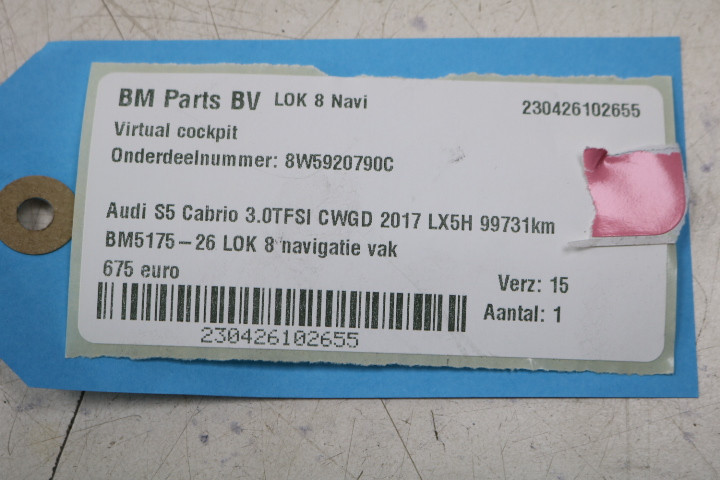 BM Parts BV LOK 8 Navi 230426102655
Virtual cockpit
Onderdeelnummer: 8W5920790C
Audi S5 Cabrio 3.0TFSI CWGD 2017 LX5H 99731km
BM5175-26 LOK 8 navigatie vak
675 euro
Verz: 15
Aantal: 1
230426102655